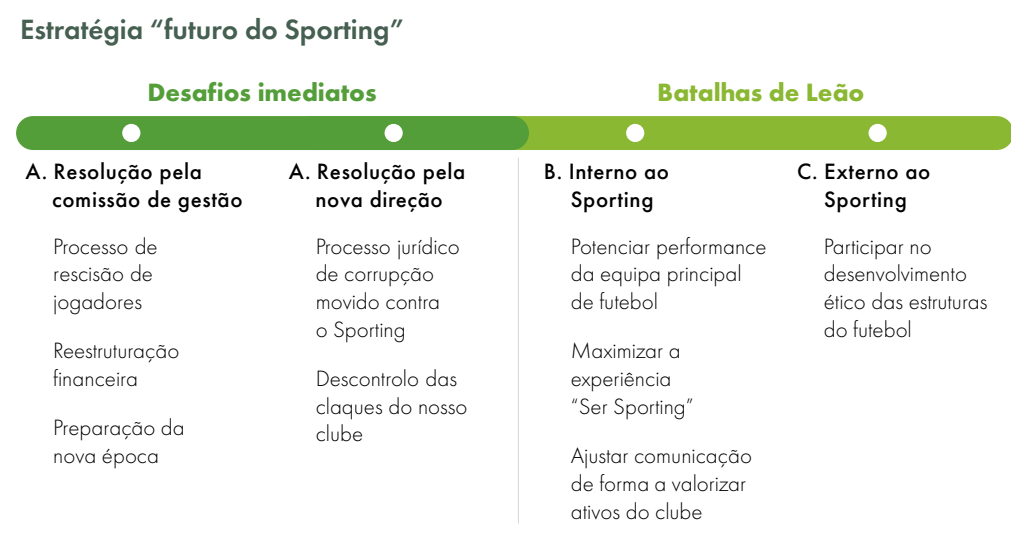 Estratégia “futuro do Sporting”
Desafios imediatos
Batalhas de Leão
A. Resolução pela
comissão de gestão
Processo de
rescisão de
jogadores
Reestruturação
financeira
Preparação da
nova época
A. Resolução pela
nova direção
Processo jurídico
de corrupção
movido contra
o Sporting
Descontrolo das
claques do nosso
clube
B. Interno ao
Sporting
Potenciar performance
da equipa principal
de futebol
Maximizar a
experiência
“Ser Sporting”
Ajustar comunicação
de forma a valorizar
ativos do clube
C. Externo ao
Sporting
Participar no
desenvolvimento
ético das estruturas
do futebol